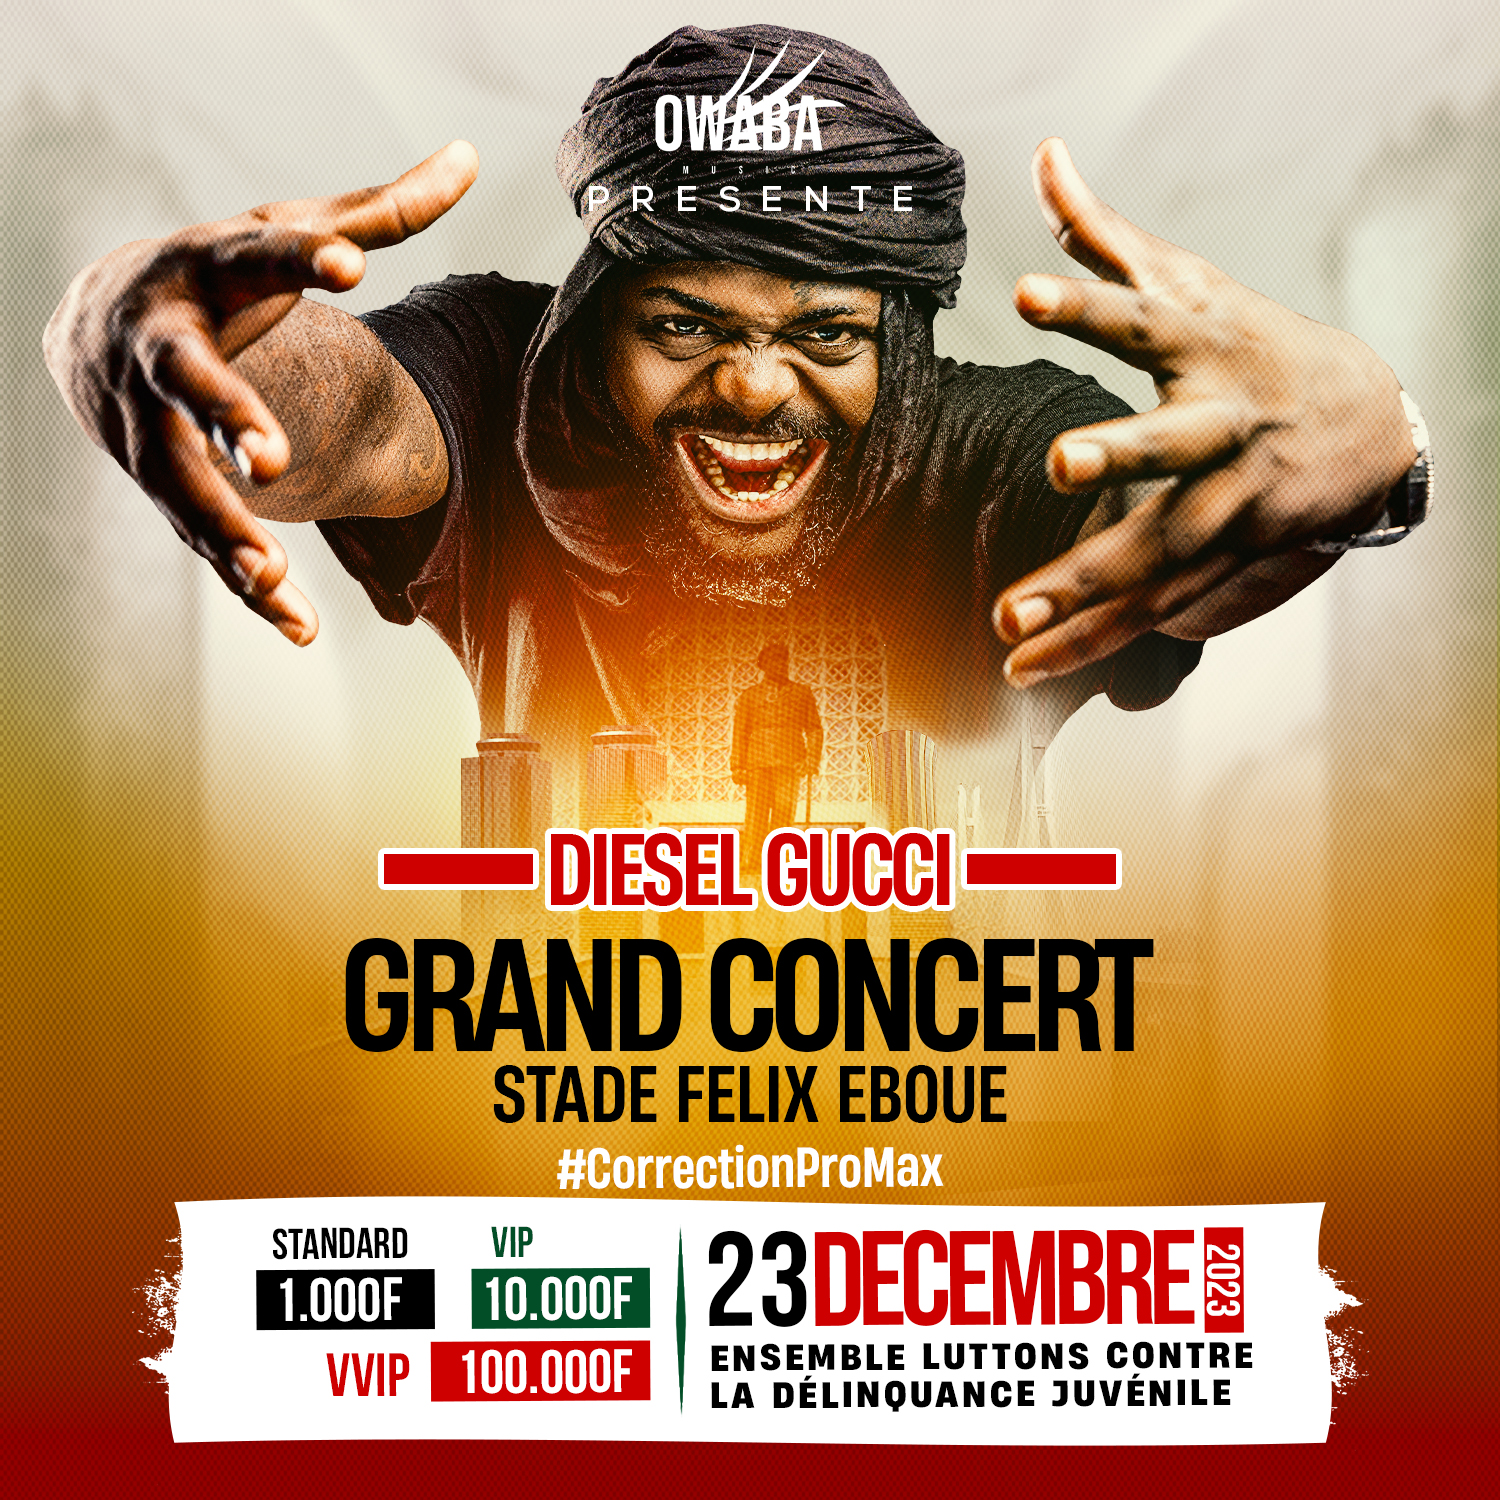 OWABA
MUSIC
PRESENTE
DIESEL GUCCI
GRAND CONCERT
STADE FELIX EBOUE
#CorrectionProMax
STANDARD
1.000F
VIP
10.000F
VVIP
100.000F
23DECEMBRE 2023
ENSEMBLE LUTTONS CONTRE
LA DÉLINQUANCE JUVÉNILE